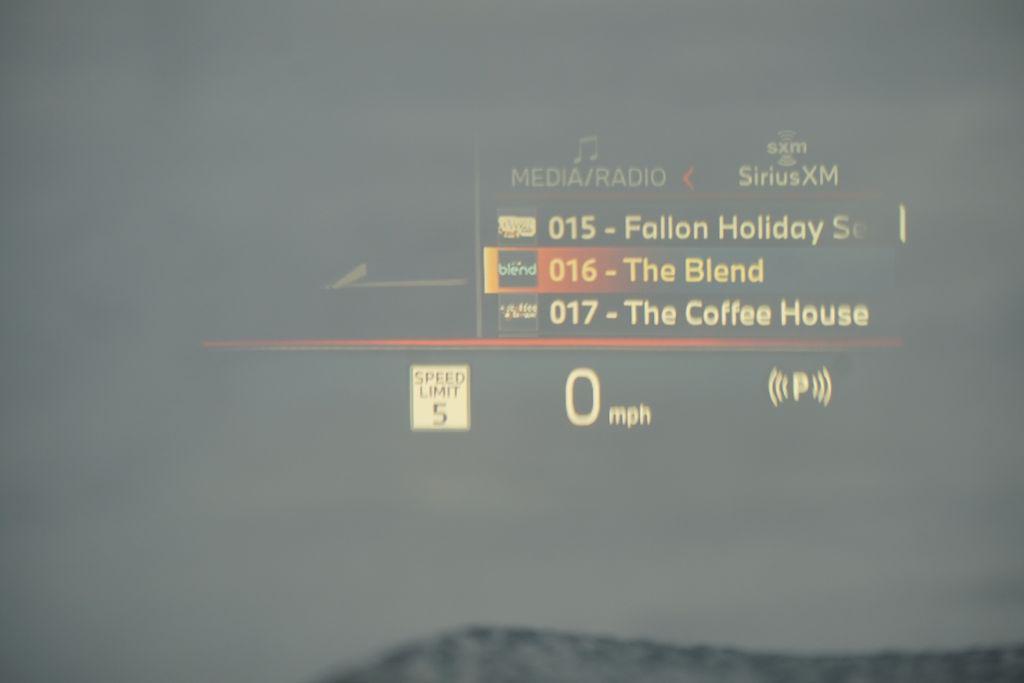 sxm
MEDIA/RADIO < SiriusXM
015 - Fallon Holiday Se
blend 016 - The Blend
017 - The Coffee House
SPEED
LIMIT
5
0 mph
P